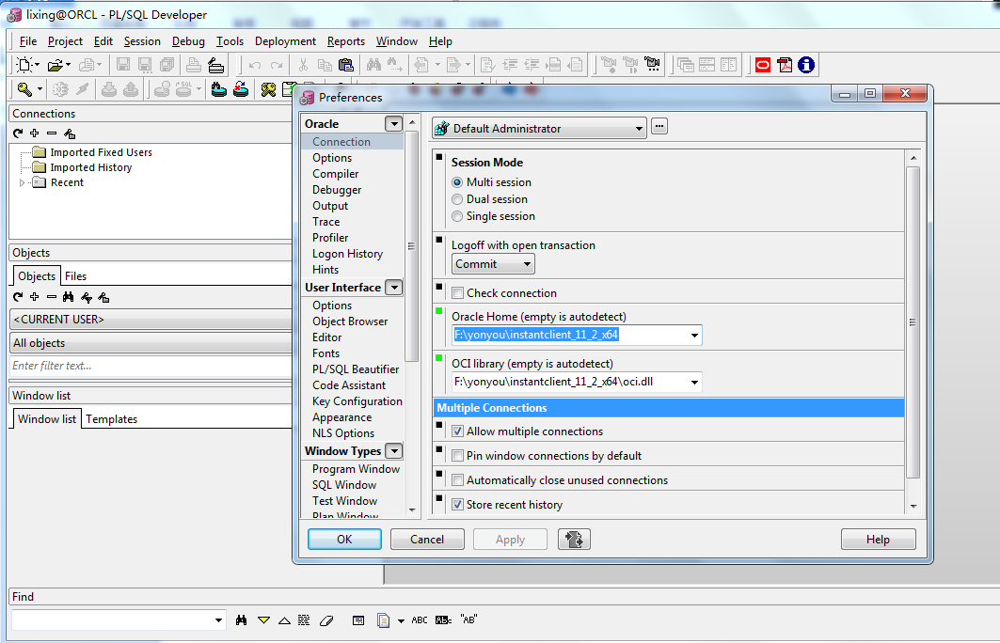 lixing@ORCL - PL/SQL Developer
File Project Edit Session Debug Tools Deployment Reports Window Help
SQL
Connections
Imported Fixed Users
Imported History
Recent
Objects
Objects Files
<CURRENT USER>
All objects
Enter filter text...
Window list
Window list Templates
Find
ABC "AB"
Preferences
Oracle
Connection
Options
Compiler
Debugger
Output
Trace
Profiler
Logon History
Hints
User Interface
Options
Object Browser
Editor
Fonts
PL/SQL Beautifier
Code Assistant
Key Configuration
Appearance
NLS Options
Window Types
Program Window
SQL Window
Test Window
Plan Window
Default Administrator
Session Mode
Multi session
Dual session
Single session
Logoff with open transaction
Commit
Check connection
Oracle Home (empty is autodetect)
F:\yonyou\instantclient_11_2_x64
OCI library (empty is autodetect)
F:\yonyou\instantclient_11_2_x64\oci.dll
Multiple Connections
Allow multiple connections
Pin window connections by default
Automatically close unused connections
Store recent history
OK Cancel Apply Help